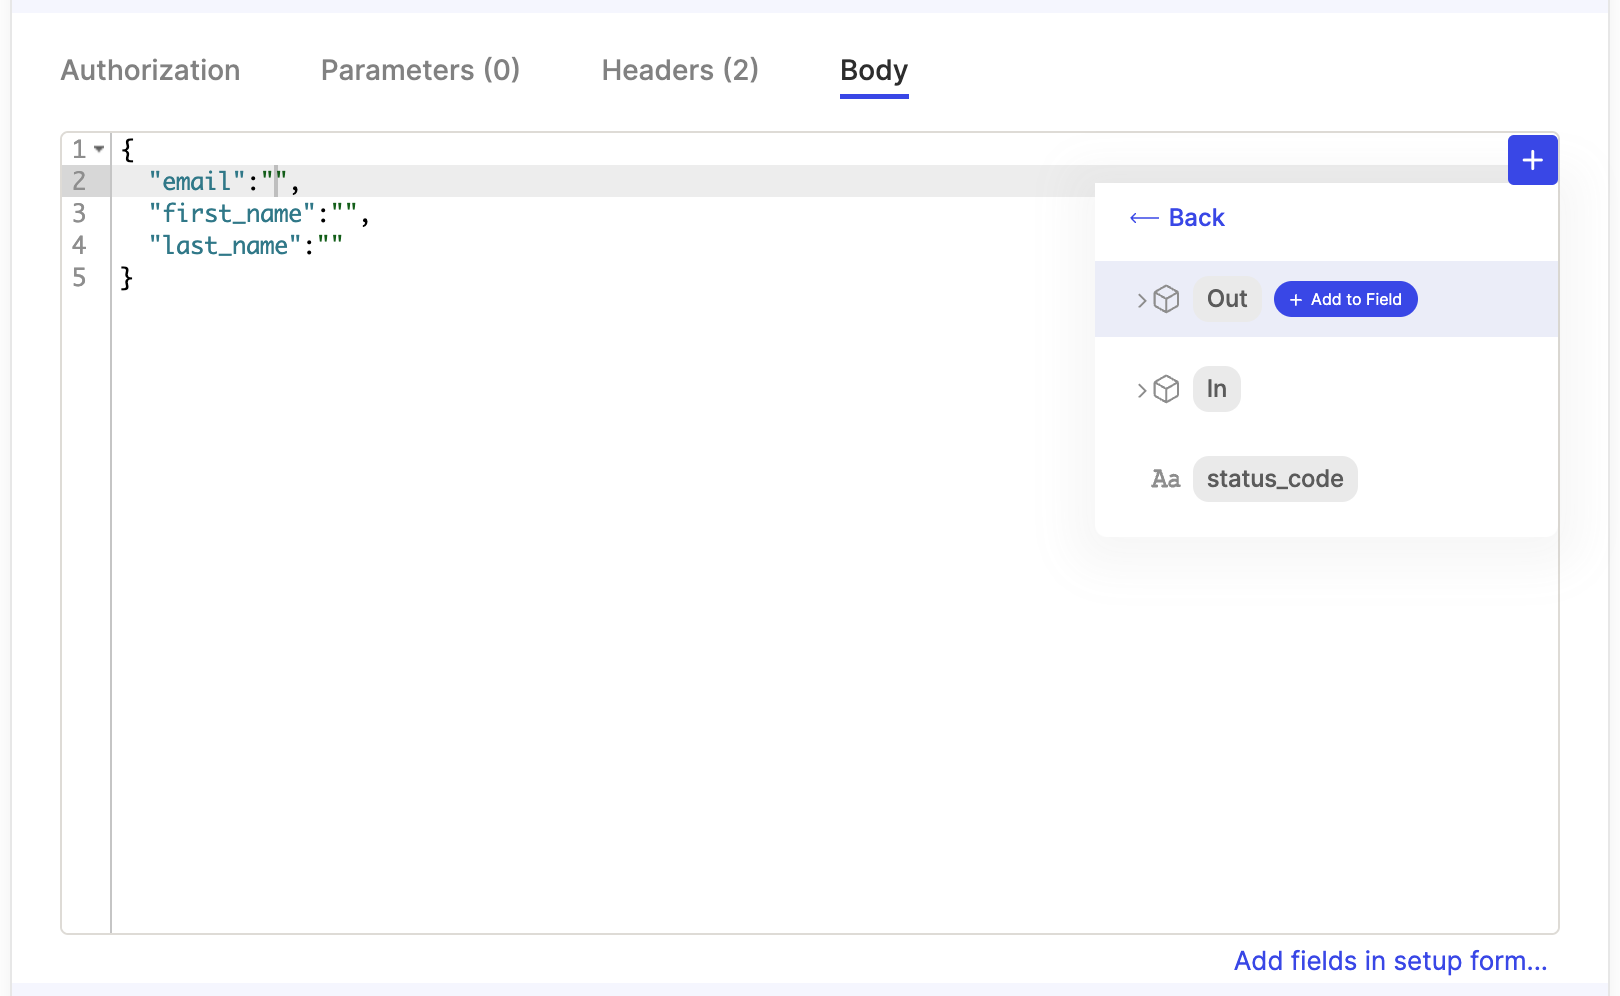 Authorization Parameters (0) Headers (2) Body
1 {
2 "email":"",
3 "first_name":"",
4 "last_name":""
5 }
+
← Back
Out + Add to Field
In
Aa status_code
Add fields in setup form...